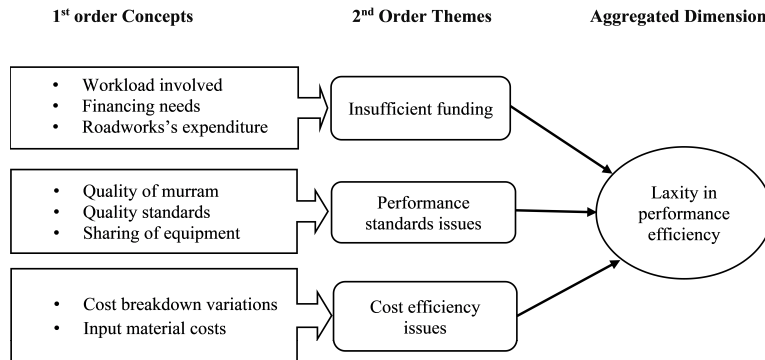 1st order Concepts
2nd Order Themes
Aggregated Dimension
• Workload involved
• Financing needs
• Roadworks's expenditure
Insufficient funding
• Quality of murram
• Quality standards
• Sharing of equipment
Performance
standards issues
Laxity in
performance
efficiency
• Cost breakdown variations
• Input material costs
Cost efficiency
issues